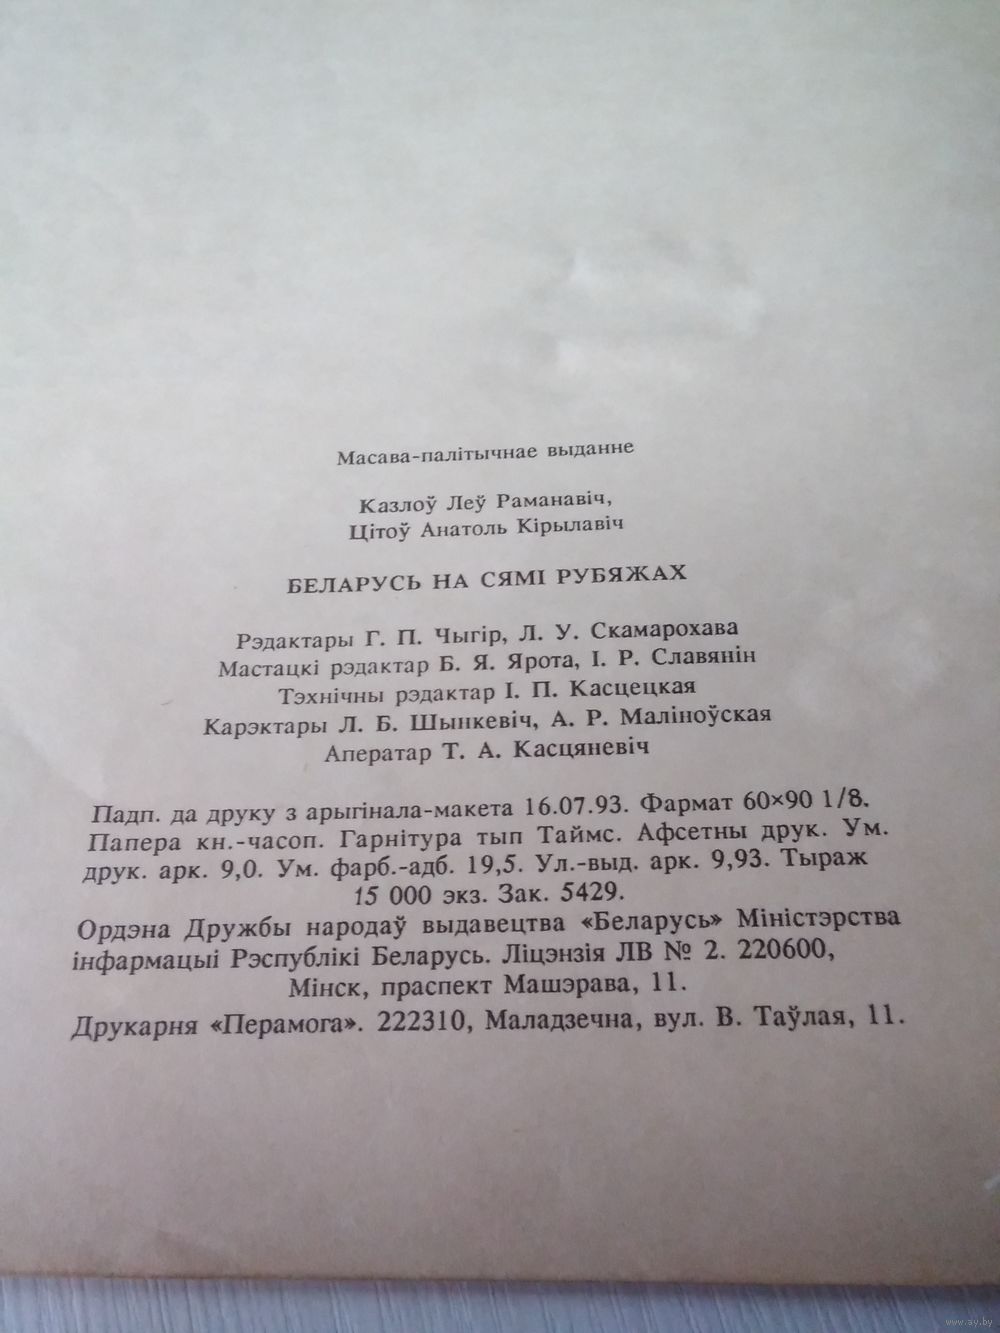 Масава-палітычнае выданне
Казлоў Леў Раманавіч,
Цітоў Анатоль Кірылавіч
БЕЛАРУСЬ НА СЯМІ РУБЯЖАХ
Рэдактары Г. П. Чыгір, Л. У. Скамарохава
Мастацкі рэдактар Б. Я. Ярота, І. Р. Славянін
Тэхнічны рэдактар І. П. Касцецкая
Карэктары Л. Б. Шынкевіч, А. Р. Маліноўская
Аператар Т. А. Касцяневіч
Падп. да друку з арыгінала-макета 16.07.93. Фармат 60×90 1/8.
Папера кн.-часоп. Гарнітура тып Таймс. Афсетны друк. Ум.
друк. арк. 9,0. Ум. фарб.-адб. 19,5. Ул.-выд. арк. 9,93. Тыраж
15 000 экз. Зак. 5429.
Ордэна Дружбы народаў выдавецтва «Беларусь» Міністэрства
інфармацыі Рэспублікі Беларусь. Ліцэнзія ЛВ № 2. 220600,
Мінск, праспект Машэрава, 11.
Друкарня «Перамога». 222310, Маладзечна, вул. В. Таўлая, 11.
www.ay.by